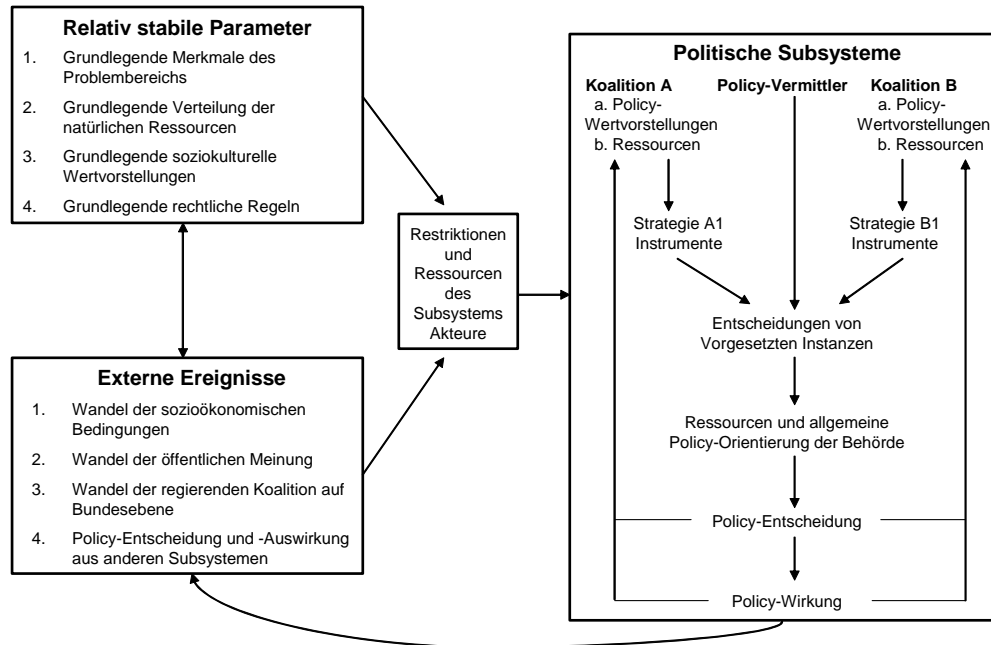 Relativ stabile Parameter
1. Grundlegende Merkmale des
Problembereichs
2. Grundlegende Verteilung der
natürlichen Ressourcen
3. Grundlegende soziokulturelle
Wertvorstellungen
4. Grundlegende rechtliche Regeln
Externe Ereignisse
1. Wandel der sozioökonomischen
Bedingungen
2. Wandel der öffentlichen Meinung
3. Wandel der regierenden Koalition auf
Bundesebene
4. Policy-Entscheidung und -Auswirkung
aus anderen Subsystemen
Restriktionen
und
Ressourcen
des
Subsystems
Akteure
Politische Subsysteme
Koalition A
a. Policy-
Wertvorstellungen
b. Ressourcen
Policy-Vermittler
Koalition B
a. Policy-
Wertvorstellungen
b. Ressourcen
Strategie A1
Instrumente
Strategie B1
Instrumente
Entscheidungen von
Vorgesetzten Instanzen
Ressourcen und allgemeine
Policy-Orientierung der Behörde
Policy-Entscheidung
Policy-Wirkung